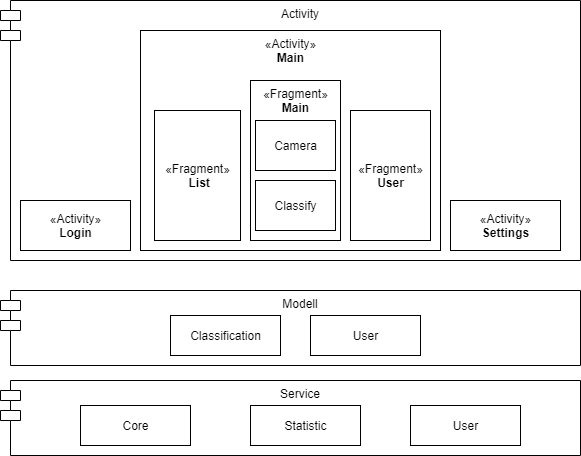 Activity
«Activity»
Main
«Fragment»
Main
Camera
Classify
«Fragment»
List
«Fragment»
User
«Activity»
Login
«Activity»
Settings
Modell
Classification
User
Service
Core
Statistic
User